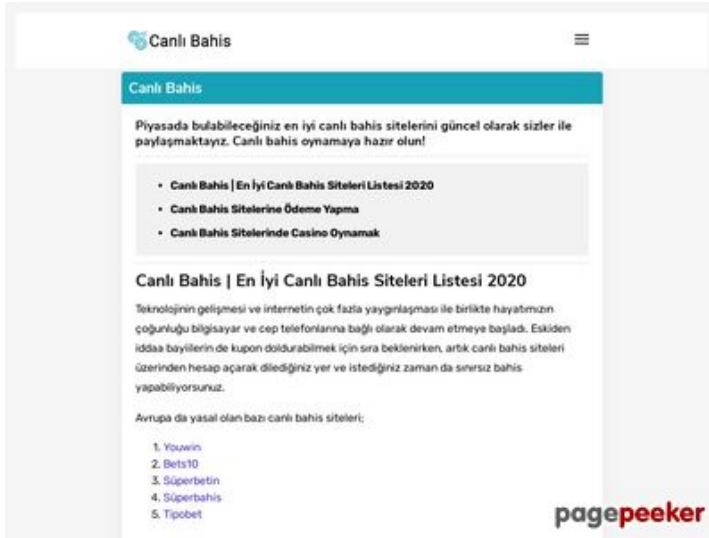 Canlı Bahis
Canlı Bahis
Piyasada bulabileceğiniz en iyi canlı bahis sitelerini güncel olarak sizler ile
paylaşmaktayız. Canlı bahis oynamaya hazır olun!
• Canlı Bahis | En İyi Canlı Bahis Siteleri Listesi 2020
• Canlı Bahis Sitelerine Ödeme Yapma
• Canlı Bahis Sitelerinde Casino Oynamak
Canlı Bahis | En İyi Canlı Bahis Siteleri Listesi 2020
Teknolojinin gelişmesi ve internetin çok fazla yaygınlaşması ile birlikte hayatımızın
çoğunluğu bilgisayar ve cep telefonlarına bağlı olarak devam etmeye başladı. Eskiden
iddaa bayiilerin de kupon doldurabilmek için sıra beklenirken, artık canlı bahis siteleri
üzerinden hesap açarak dilediğiniz yer ve istediğiniz zaman da sınırsız bahis
yapabiliyorsunuz.
Avrupa da yasal olan bazı canlı bahis siteleri;
1. Youwin
2. Bets10
3. Süperbetin
4. Süperbahis
5. Tipobet
pagepeeker